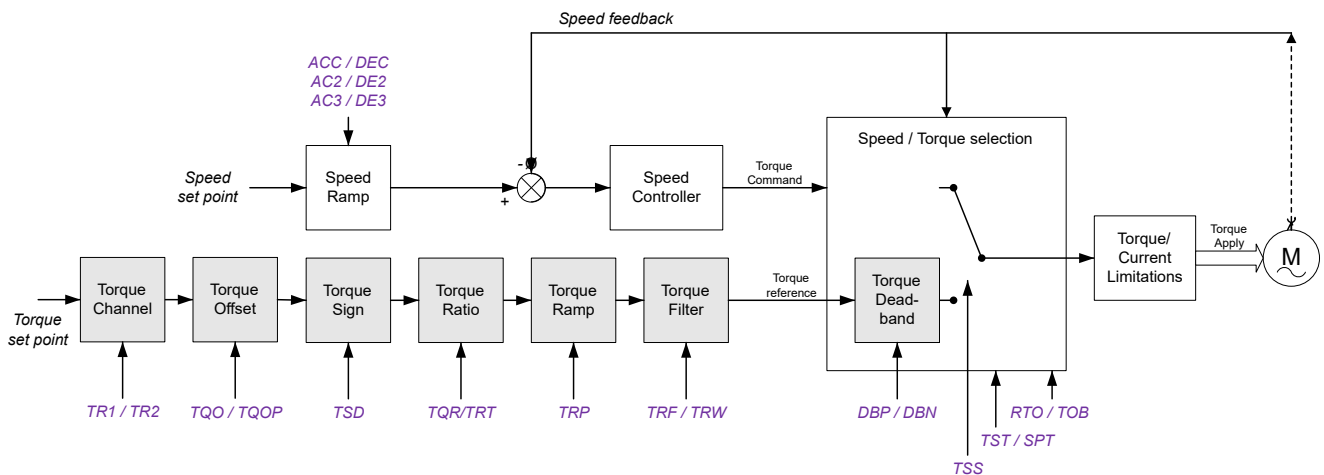 Speed feedback
ACC / DEC
AC2 / DE2
AC3 / DE3
Speed / Torque selection
Speed
set point
Speed
Ramp
-
+
Speed
Controller
Torque
Command
Torque/
Current
Limitations
Torque
Apply
M
Torque
set point
Torque
Channel
Torque
Offset
Torque
Sign
Torque
Ratio
Torque
Ramp
Torque
Filter
Torque
reference
Torque
Dead-
band
TR1 / TR2
TQO / TQOP
TSD
TQR/TRT
TRP
TRF / TRW
DBP / DBN
RTO / TOB
TST / SPT
TSS